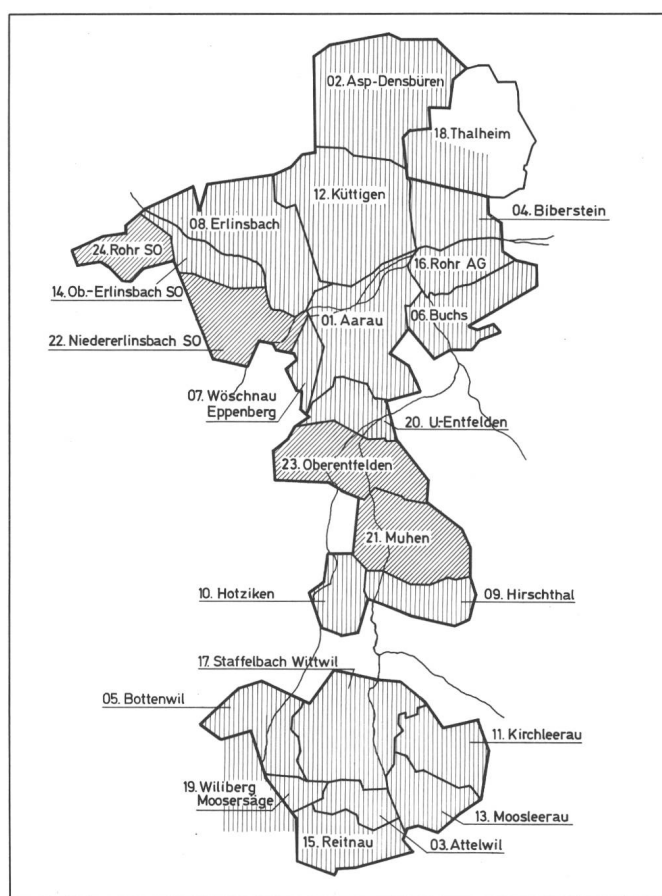 02. Asp-Densbüren
18. Thalheim
12. Küttigen
04. Biberstein
08. Erlinsbach
24. Rohr SO
16. Rohr AG
14. Ob.-Erlinsbach SO
06. Buchs
01. Aarau
22. Niedererlinsbach SO
07. Wöschnau
Eppenberg
20. U-Entfelden
23. Oberentfelden
21. Muhen
10. Hotziken
09. Hirschthal
17. Staffelbach Wittwil
05. Bottenwil
11. Kirchleerau
19. Wiliberg
Moosersäge
13. Moosleerau
03. Attelwil
15. Reitnau